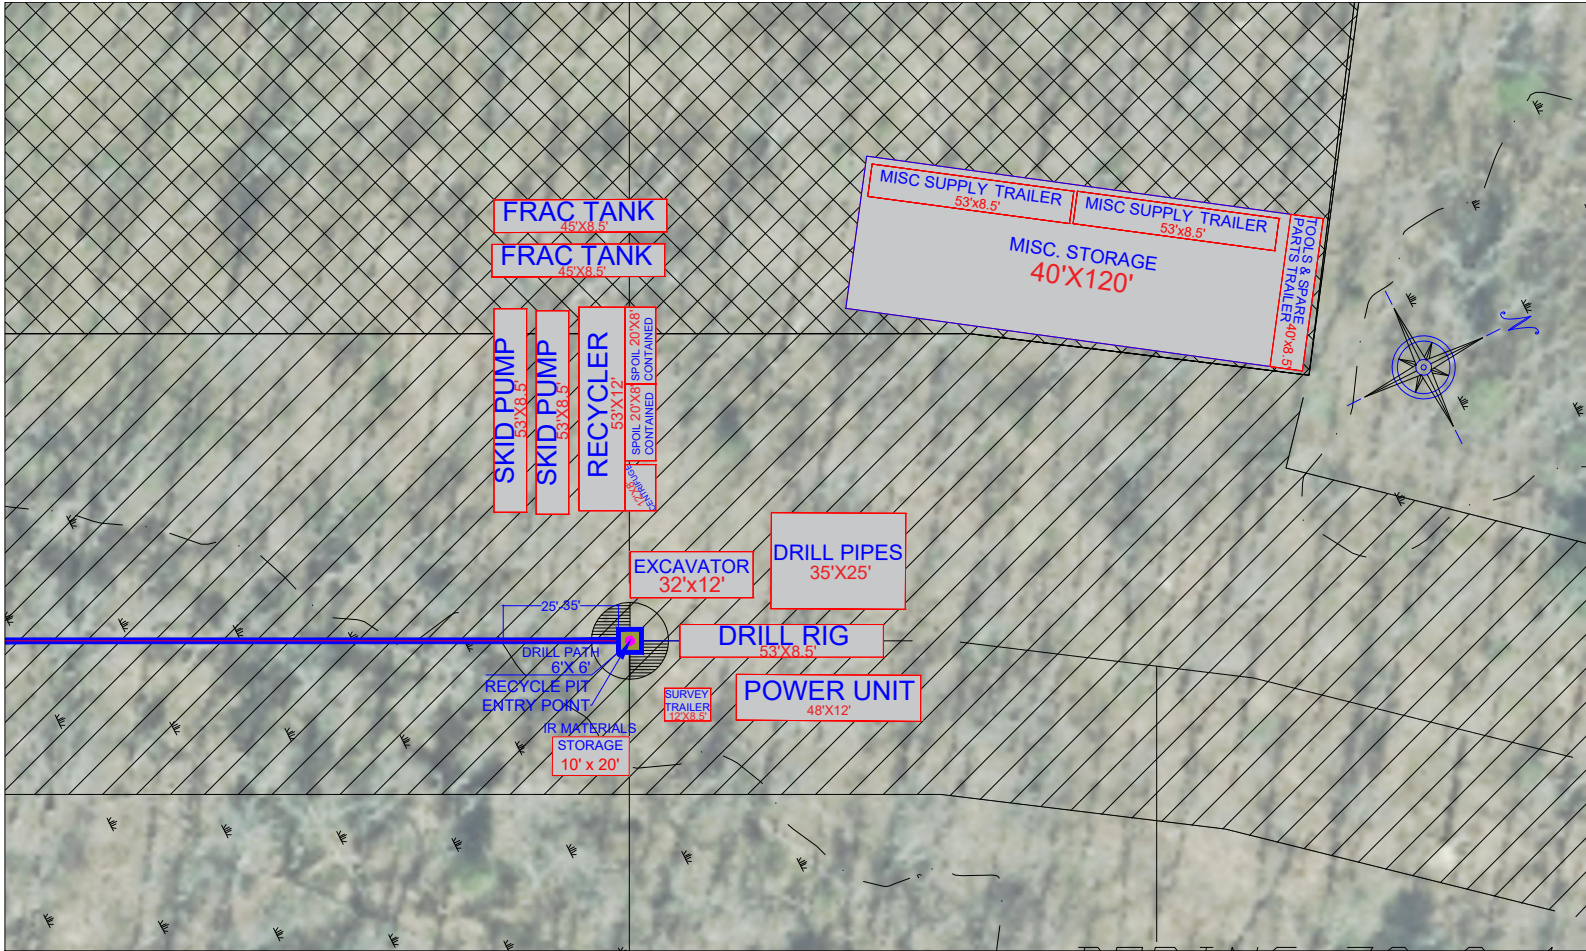 FRAC TANK
45'X8.5'
FRAC TANK
45'X8.5'
MISC SUPPLY TRAILER
53'x8.5'
MISC SUPPLY TRAILER
53'x8.5'
MISC. STORAGE
40'X120'
TOOLS & SPARE
PARTS TRAILER
40'x8.5'
N
SKID PUMP
53'X8.5'
SKID PUMP
53'X8.5'
RECYCLER
53'X12'
SPOIL 20'X8'
CONTAINED
SPOIL 20'X8'
CONTAINED
CENTRIFUGE
12'X8'
EXCAVATOR
32'x12'
DRILL PIPES
35'X25'
25'-35'
DRILL RIG
53'X8.5'
DRILL PATH
6'X 6'
RECYCLE PIT
ENTRY POINT
SURVEY
TRAILER
12'X8.5'
POWER UNIT
48'X12'
IR MATERIALS
STORAGE
10' x 20'